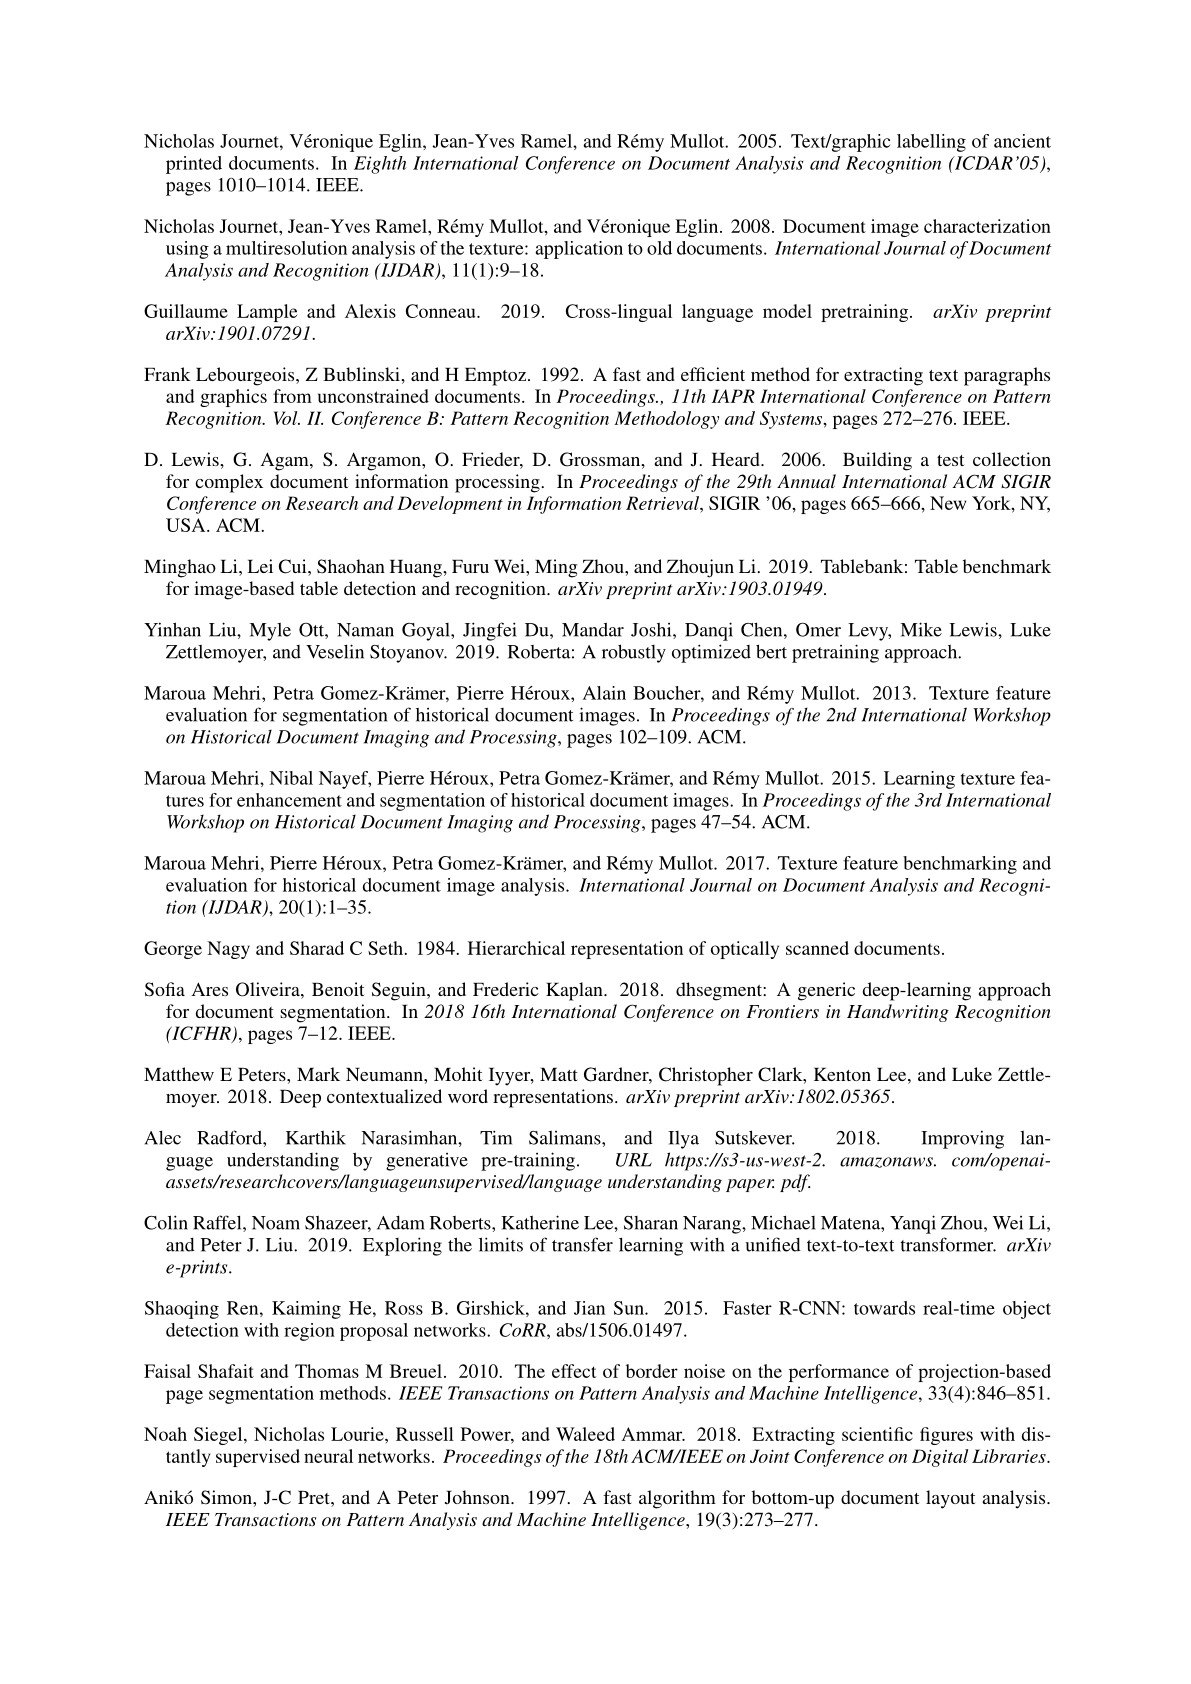 Nicholas Journet, Véronique Eglin, Jean-Yves Ramel, and Rémy Mullot. 2005. Text/graphic labelling of ancient
printed documents. In Eighth International Conference on Document Analysis and Recognition (ICDAR'05),
pages 1010–1014. IEEE.
Nicholas Journet, Jean-Yves Ramel, Rémy Mullot, and Véronique Eglin. 2008. Document image characterization
using a multiresolution analysis of the texture: application to old documents. International Journal of Document
Analysis and Recognition (IJDAR), 11(1):9–18.
Guillaume Lample and Alexis Conneau. 2019. Cross-lingual language model pretraining. arXiv preprint
arXiv:1901.07291.
Frank Lebourgeois, Z Bublinski, and H Emptoz. 1992. A fast and efficient method for extracting text paragraphs
and graphics from unconstrained documents. In Proceedings., 11th IAPR International Conference on Pattern
Recognition. Vol. II. Conference B: Pattern Recognition Methodology and Systems, pages 272–276. IEEE.
D. Lewis, G. Agam, S. Argamon, O. Frieder, D. Grossman, and J. Heard. 2006. Building a test collection
for complex document information processing. In Proceedings of the 29th Annual International ACM SIGIR
Conference on Research and Development in Information Retrieval, SIGIR '06, pages 665–666, New York, NY,
USA. ACM.
Minghao Li, Lei Cui, Shaohan Huang, Furu Wei, Ming Zhou, and Zhoujun Li. 2019. Tablebank: Table benchmark
for image-based table detection and recognition. arXiv preprint arXiv:1903.01949.
Yinhan Liu, Myle Ott, Naman Goyal, Jingfei Du, Mandar Joshi, Danqi Chen, Omer Levy, Mike Lewis, Luke
Zettlemoyer, and Veselin Stoyanov. 2019. Roberta: A robustly optimized bert pretraining approach.
Maroua Mehri, Petra Gomez-Krämer, Pierre Héroux, Alain Boucher, and Rémy Mullot. 2013. Texture feature
evaluation for segmentation of historical document images. In Proceedings of the 2nd International Workshop
on Historical Document Imaging and Processing, pages 102–109. ACM.
Maroua Mehri, Nibal Nayef, Pierre Héroux, Petra Gomez-Krämer, and Rémy Mullot. 2015. Learning texture fea-
tures for enhancement and segmentation of historical document images. In Proceedings of the 3rd International
Workshop on Historical Document Imaging and Processing, pages 47–54. ACM.
Maroua Mehri, Pierre Héroux, Petra Gomez-Krämer, and Rémy Mullot. 2017. Texture feature benchmarking and
evaluation for historical document image analysis. International Journal on Document Analysis and Recogni-
tion (IJDAR), 20(1):1–35.
George Nagy and Sharad C Seth. 1984. Hierarchical representation of optically scanned documents.
Sofia Ares Oliveira, Benoit Seguin, and Frederic Kaplan. 2018. dhsegment: A generic deep-learning approach
for document segmentation. In 2018 16th International Conference on Frontiers in Handwriting Recognition
(ICFHR), pages 7–12. IEEE.
Matthew E Peters, Mark Neumann, Mohit Iyyer, Matt Gardner, Christopher Clark, Kenton Lee, and Luke Zettle-
moyer. 2018. Deep contextualized word representations. arXiv preprint arXiv:1802.05365.
Alec Radford, Karthik Narasimhan, Tim Salimans, and Ilya Sutskever. 2018. Improving lan-
guage understanding by generative pre-training. URL https://s3-us-west-2. amazonaws. com/openai-
assets/researchcovers/languageunsupervised/language understanding paper. pdf.
Colin Raffel, Noam Shazeer, Adam Roberts, Katherine Lee, Sharan Narang, Michael Matena, Yanqi Zhou, Wei Li,
and Peter J. Liu. 2019. Exploring the limits of transfer learning with a unified text-to-text transformer. arXiv
e-prints.
Shaoqing Ren, Kaiming He, Ross B. Girshick, and Jian Sun. 2015. Faster R-CNN: towards real-time object
detection with region proposal networks. CoRR, abs/1506.01497.
Faisal Shafait and Thomas M Breuel. 2010. The effect of border noise on the performance of projection-based
page segmentation methods. IEEE Transactions on Pattern Analysis and Machine Intelligence, 33(4):846–851.
Noah Siegel, Nicholas Lourie, Russell Power, and Waleed Ammar. 2018. Extracting scientific figures with dis-
tantly supervised neural networks. Proceedings of the 18th ACM/IEEE on Joint Conference on Digital Libraries.
Anikó Simon, J-C Pret, and A Peter Johnson. 1997. A fast algorithm for bottom-up document layout analysis.
IEEE Transactions on Pattern Analysis and Machine Intelligence, 19(3):273–277.